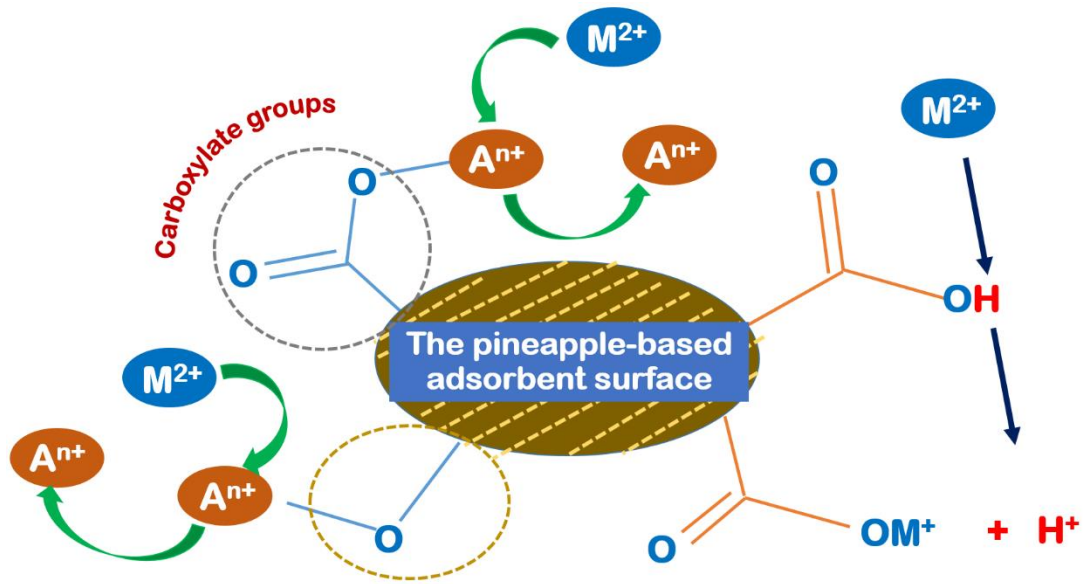 M²⁺
Carboxylate groups
Aⁿ⁺
Aⁿ⁺
M²⁺
O
O
O
OH
The pineapple-based
adsorbent surface
M²⁺
Aⁿ⁺
Aⁿ⁺
O
O
OM⁺ + H⁺